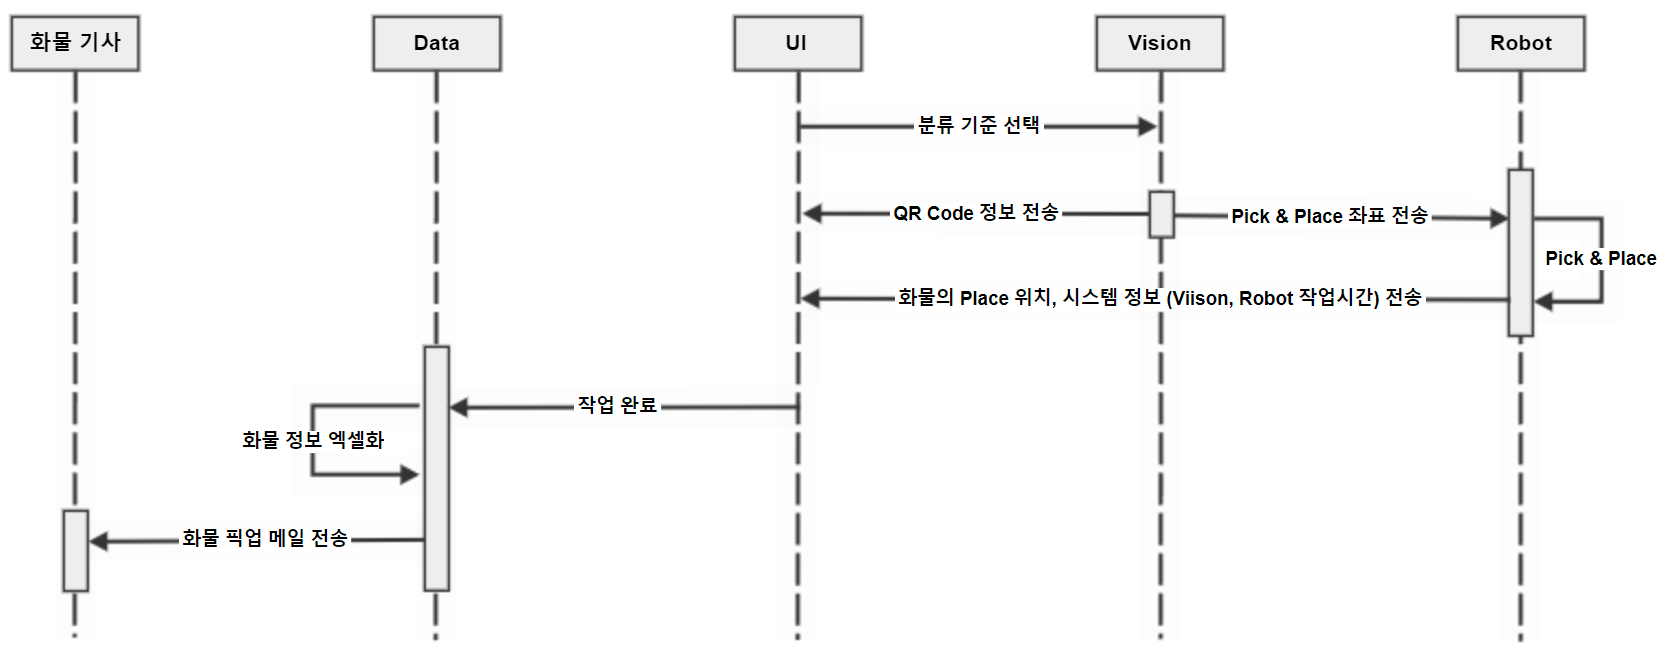 화물 기사
Data
UI
Vision
Robot
분류 기준 선택
QR Code 정보 전송
Pick & Place 좌표 전송
Pick & Place
화물의 Place 위치, 시스템 정보 (Viison, Robot 작업시간) 전송
작업 완료
화물 정보 엑셀화
화물 픽업 메일 전송